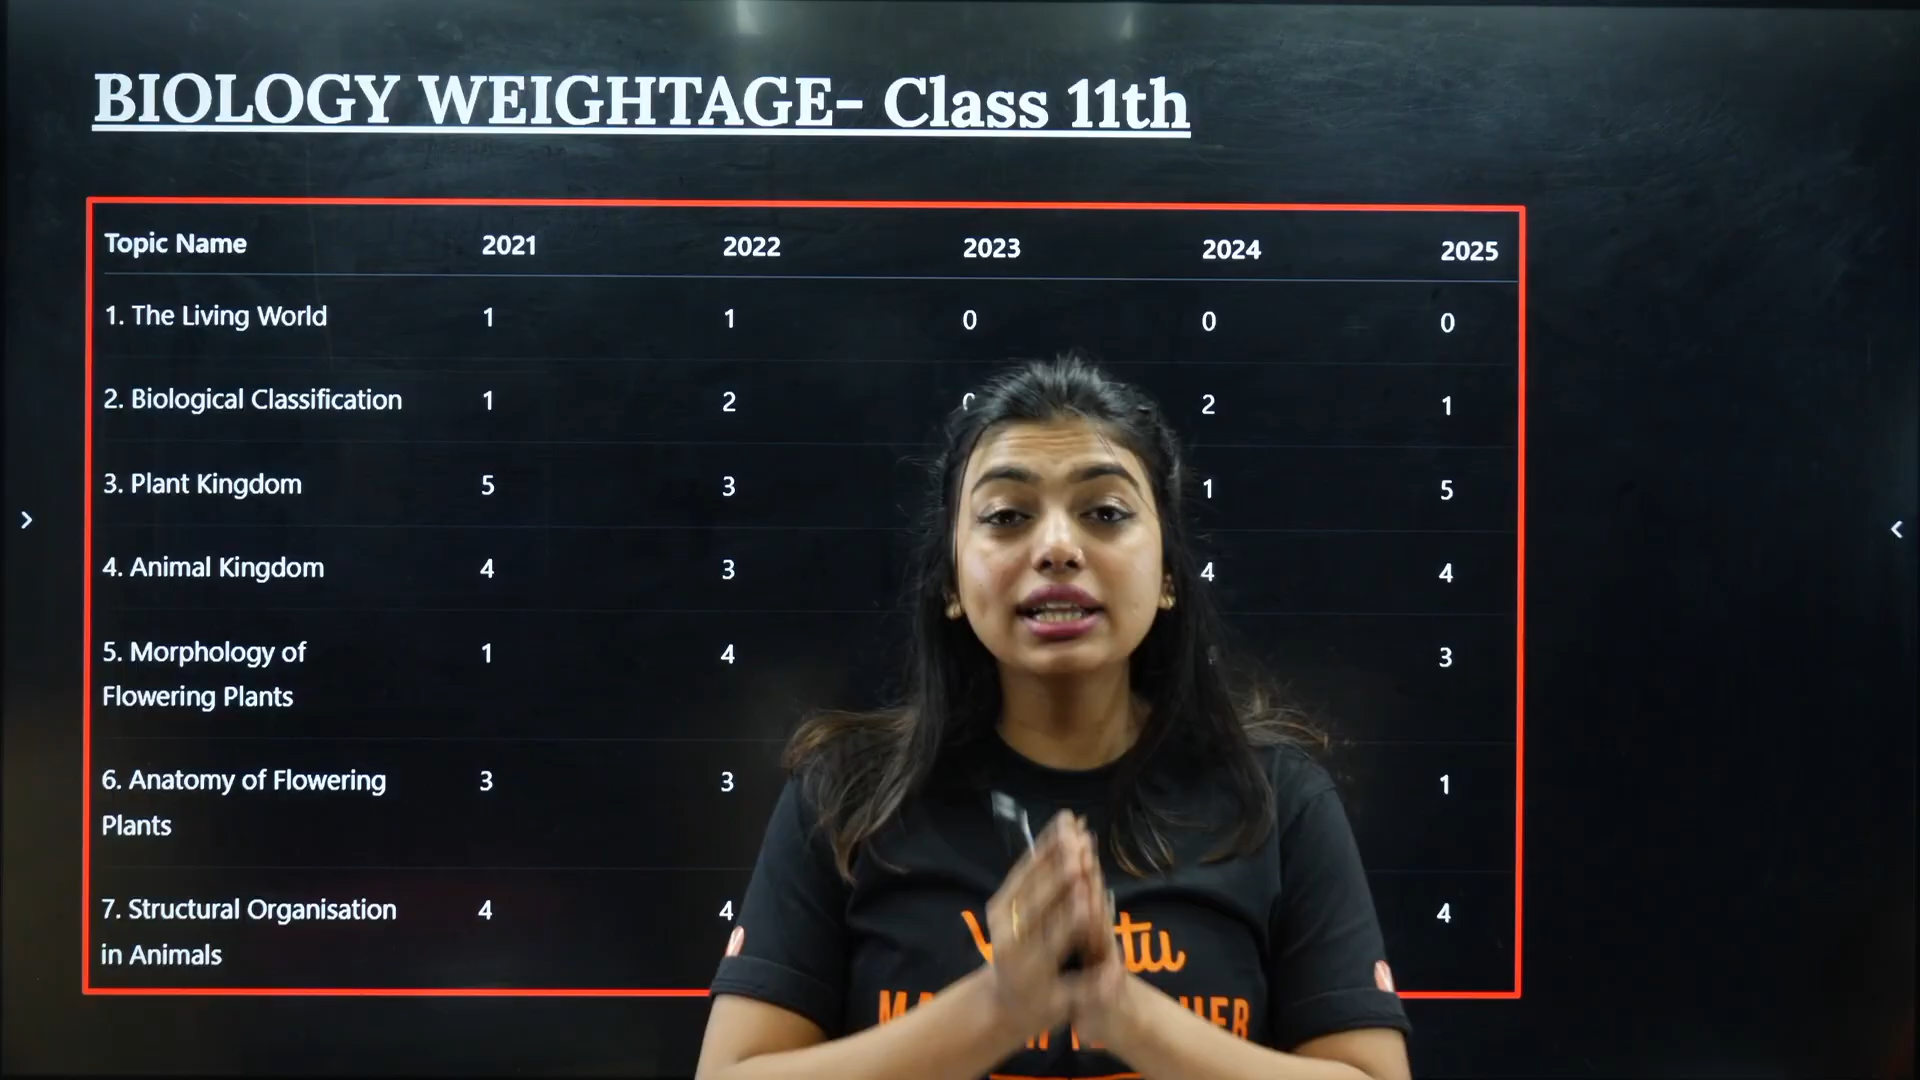 BIOLOGY WEIGHTAGE- Class 11th
Topic Name 2021 2022 2023 2024 2025
1. The Living World 1 1 0 0 0
2. Biological Classification 1 2 2 1
3. Plant Kingdom 5 3 1 5
4. Animal Kingdom 4 3 4 4
5. Morphology of 1 4 3
Flowering Plants
6. Anatomy of Flowering 3 3 1
Plants
7. Structural Organisation 4 4 4
in Animals